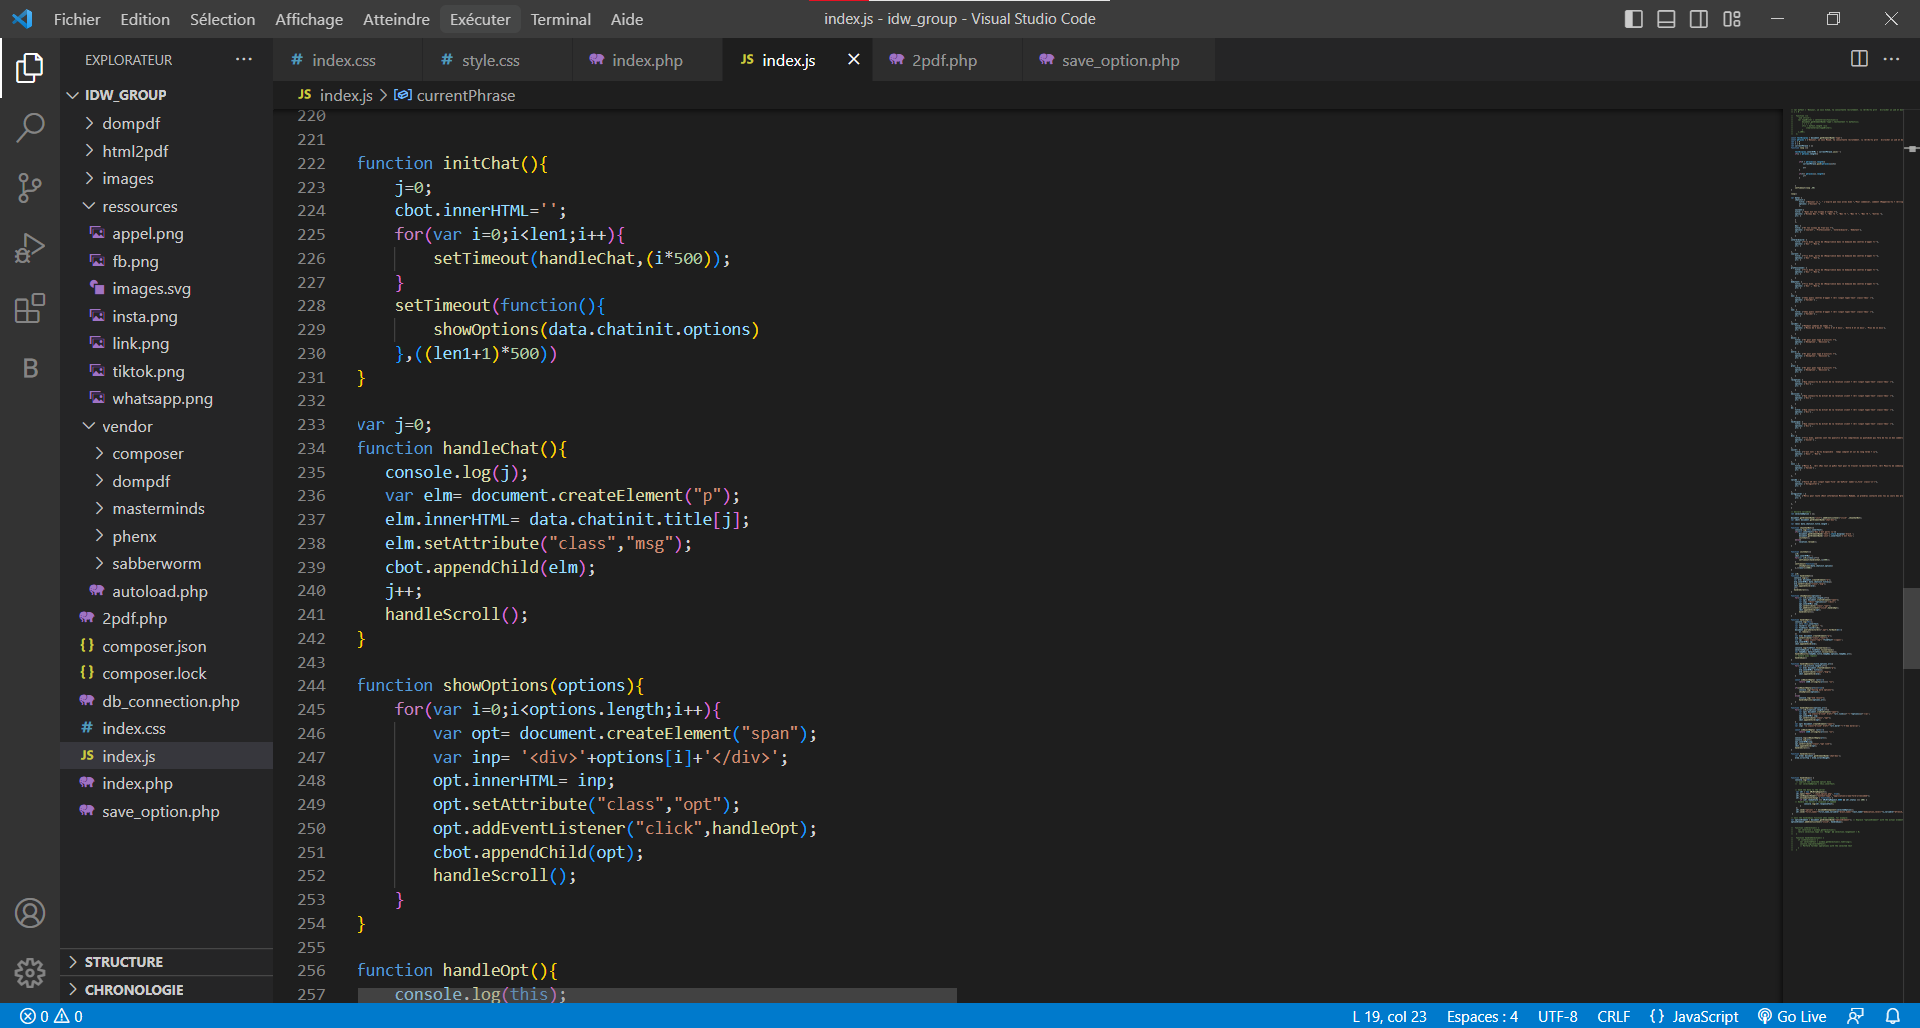 Fichier Edition Sélection Affichage Atteindre Exécuter Terminal Aide
index.js - idw_group - Visual Studio Code
EXPLORATEUR
IDW_GROUP
dompdf
html2pdf
images
ressources
appel.png
fb.png
images.svg
insta.png
link.png
tiktok.png
whatsapp.png
vendor
composer
dompdf
masterminds
phenx
sabberworm
autoload.php
2pdf.php
{} composer.json
{} composer.lock
db_connection.php
# index.css
JS index.js
index.php
save_option.php
STRUCTURE
CHRONOLOGIE
# index.css # style.css index.php JS index.js 2pdf.php save_option.php
JS index.js > currentPhrase
220
221
222 function initChat(){
223 j=0;
224 cbot.innerHTML='';
225 for(var i=0;i<len1;i++){
226 setTimeout(handleChat,(i*500));
227 }
228 setTimeout(function(){
229 showOptions(data.chatinit.options)
230 },((len1+1)*500))
231 }
232
233 var j=0;
234 function handleChat(){
235 console.log(j);
236 var elm= document.createElement("p");
237 elm.innerHTML= data.chatinit.title[j];
238 elm.setAttribute("class","msg");
239 cbot.appendChild(elm);
240 j++;
241 handleScroll();
242 }
243
244 function showOptions(options){
245 for(var i=0;i<options.length;i++){
246 var opt= document.createElement("span");
247 var inp= '<div>'+options[i]+'</div>';
248 opt.innerHTML= inp;
249 opt.setAttribute("class","opt");
250 opt.addEventListener("click",handleOpt);
251 cbot.appendChild(opt);
252 handleScroll();
253 }
254 }
255
256 function handleOpt(){
257 console.log(this);
0 0 L 19, col 23 Espaces : 4 UTF-8 CRLF {} JavaScript Go Live